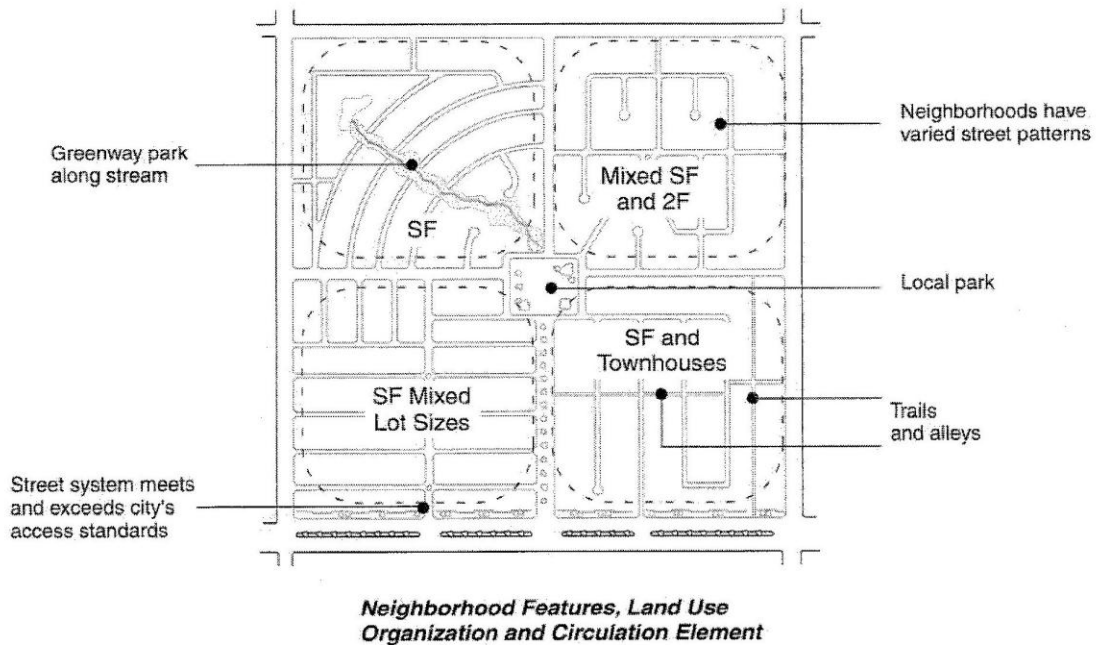 Greenway park
along stream
SF
Mixed SF
and 2F
Neighborhoods have
varied street patterns
Local park
SF and
Townhouses
SF Mixed
Lot Sizes
Trails
and alleys
Street system meets
and exceeds city's
access standards
Neighborhood Features, Land Use
Organization and Circulation Element